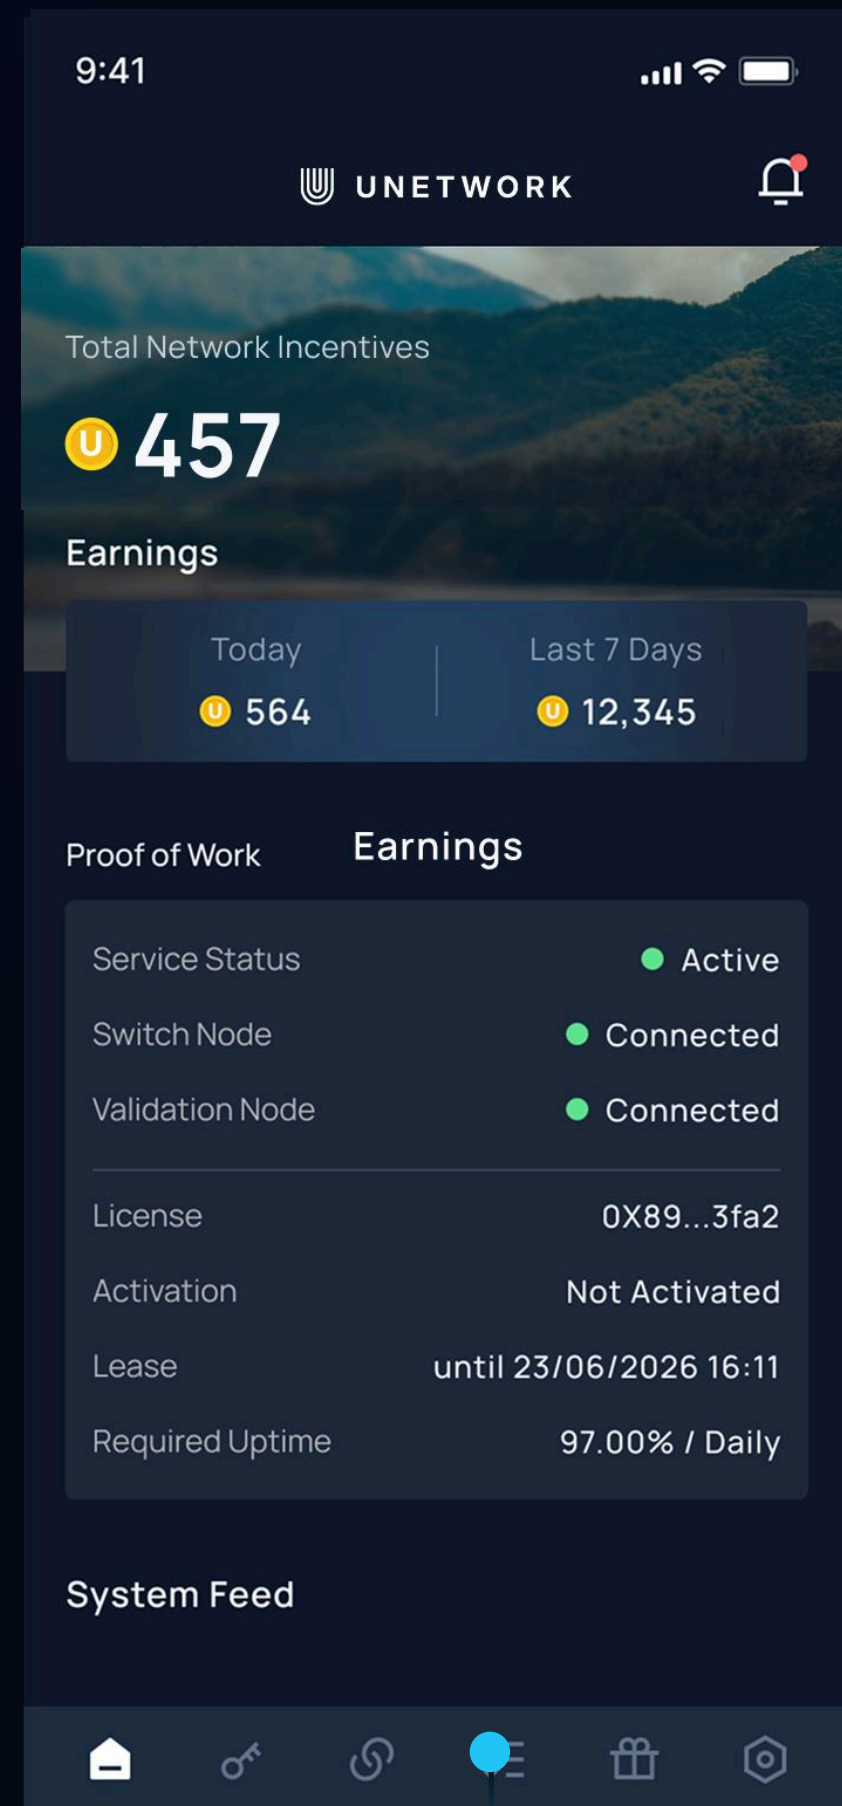 9:41
UNETWORK
Total Network Incentives
U 457
Earnings
Today
Last 7 Days
U 564
U 12,345
Proof of Work
Earnings
Service Status
Active
Switch Node
Connected
Validation Node
Connected
License
0X89...3fa2
Activation
Not Activated
Lease
until 23/06/2026 16:11
Required Uptime
97.00% / Daily
System Feed